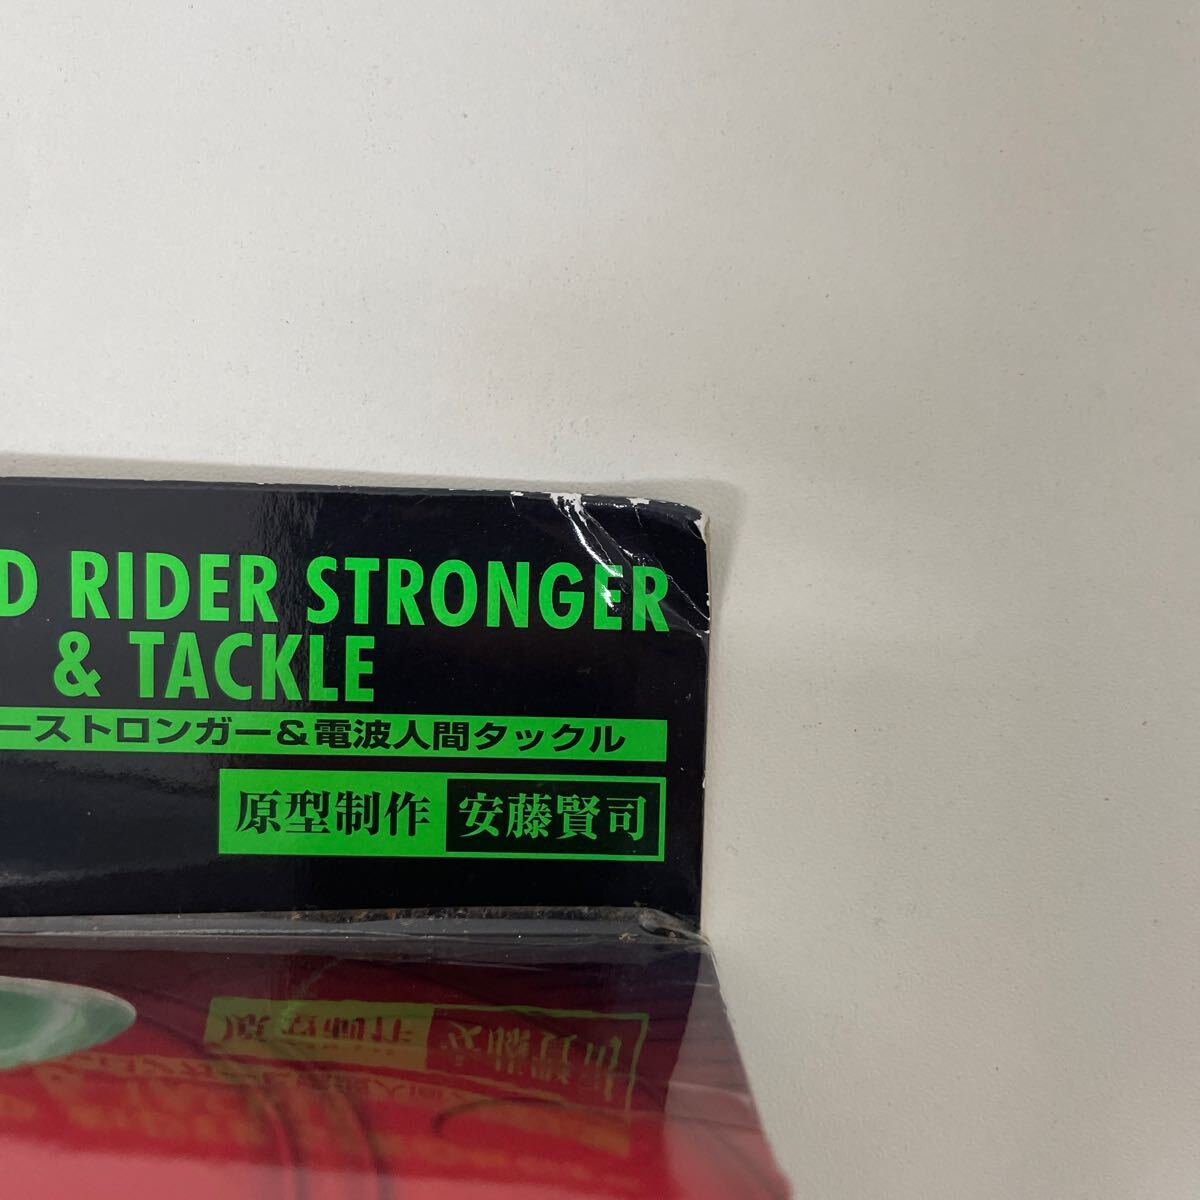 D RIDER STRONGER
& TACKLE
ーストロンガー＆電波人間タックル
原型制作 安藤賢司